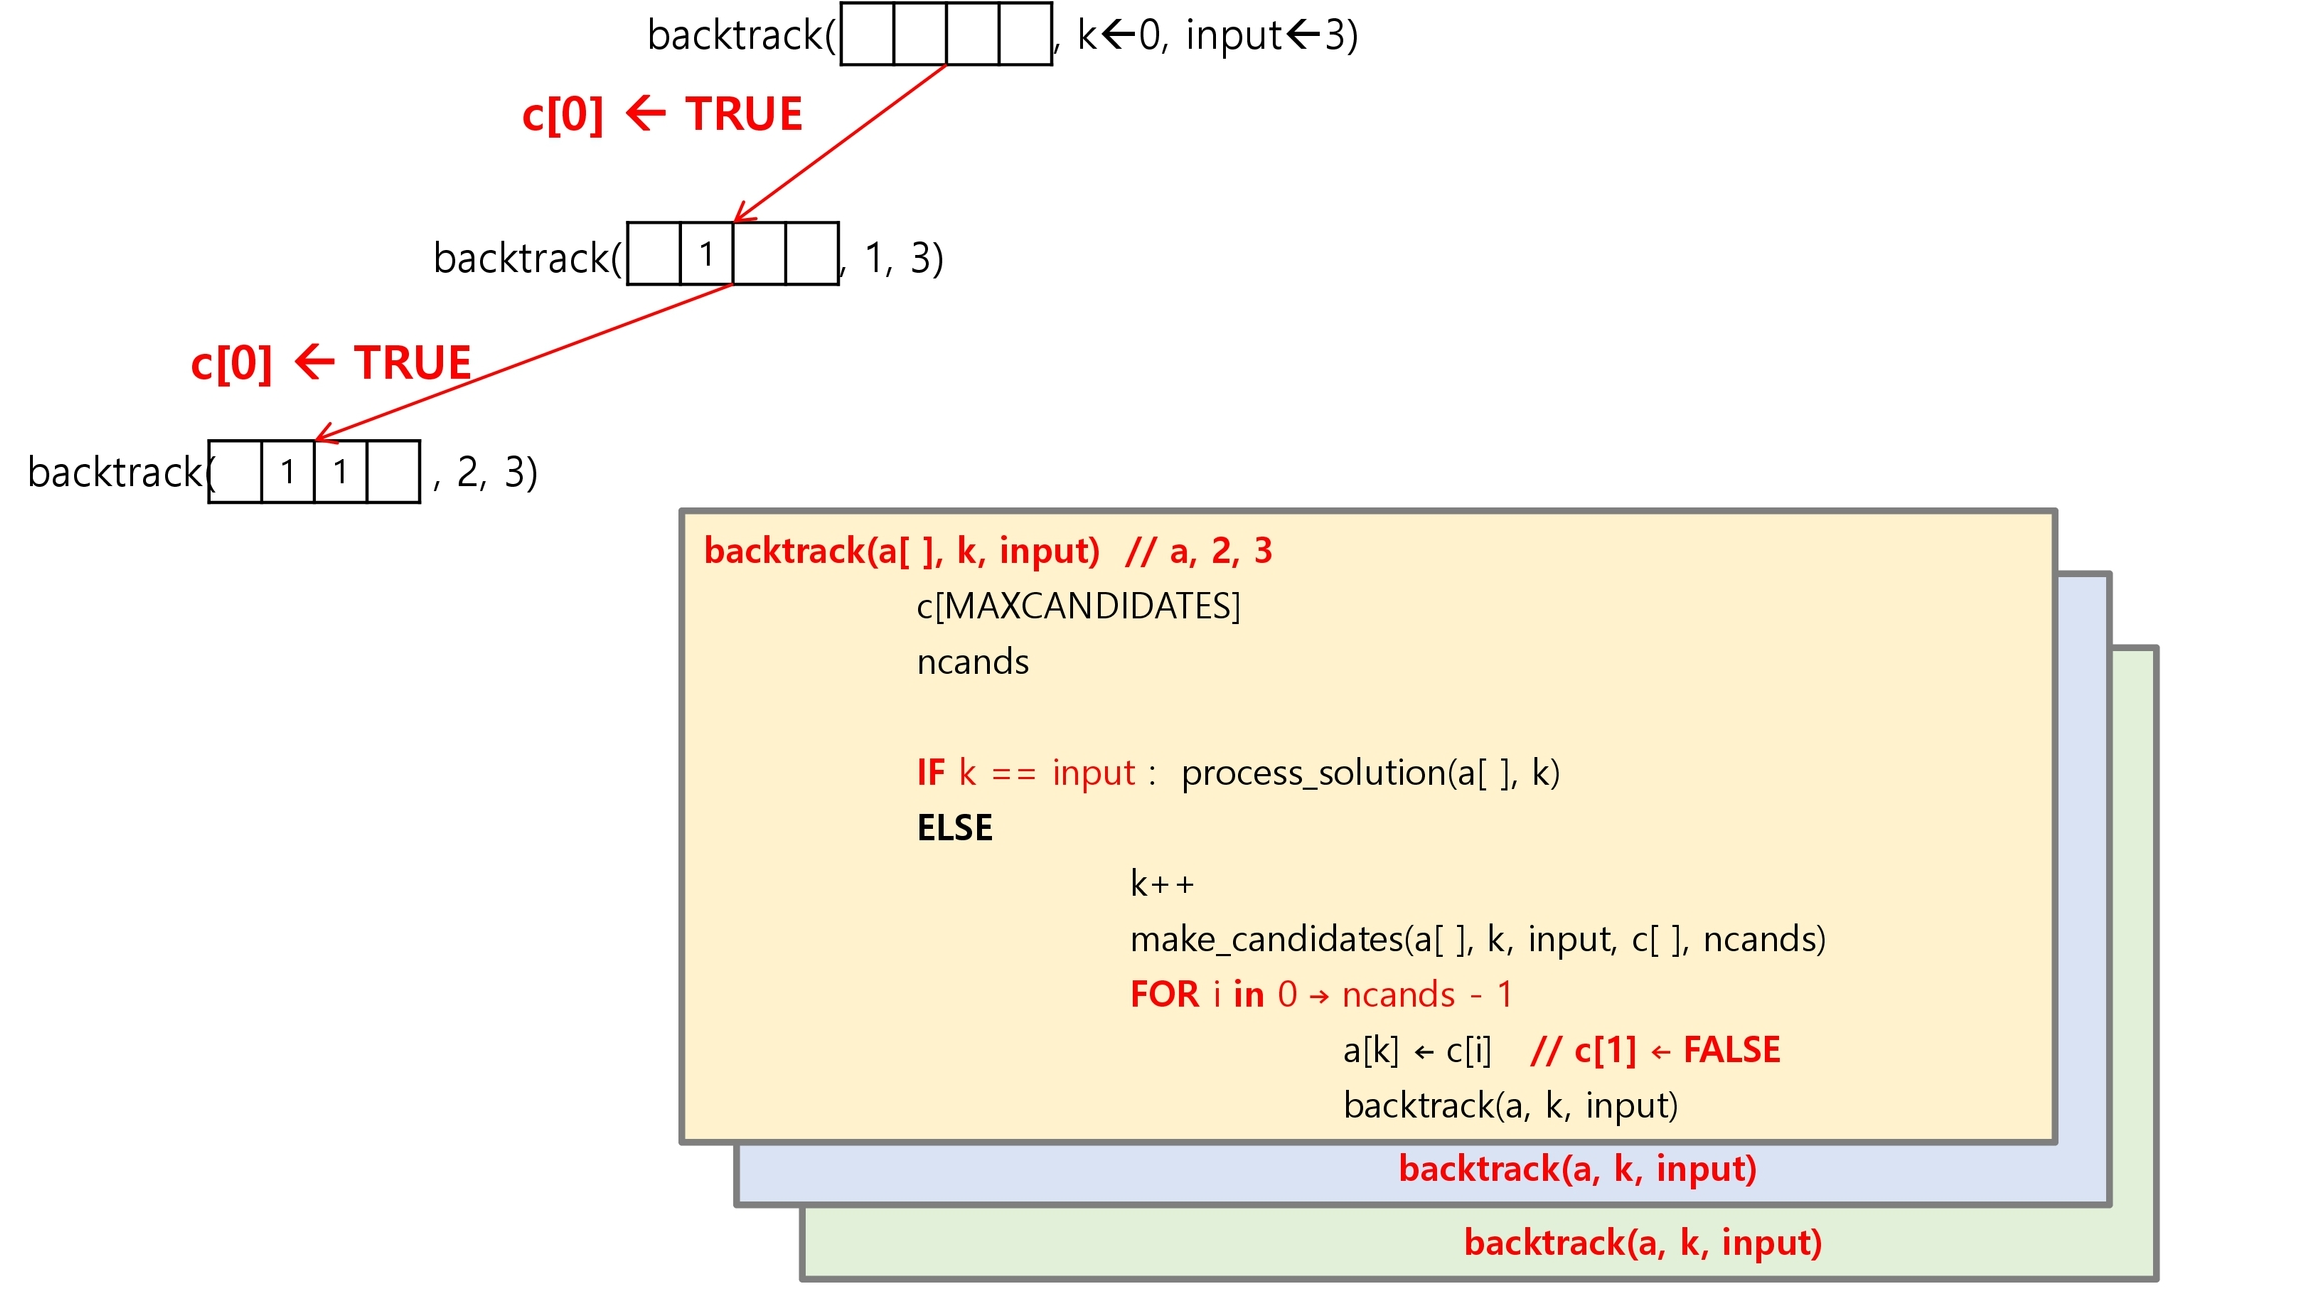 backtrack( , k←0, input←3)
c[0] ← TRUE
backtrack( 1 , 1, 3)
c[0] ← TRUE
backtrack( 1 1 , 2, 3)
backtrack(a[ ], k, input) // a, 2, 3
c[MAXCANDIDATES]
ncands
IF k == input : process_solution(a[ ], k)
ELSE
k++
make_candidates(a[ ], k, input, c[ ], ncands)
FOR i in 0 → ncands - 1
a[k] ← c[i] // c[1] ← FALSE
backtrack(a, k, input)
backtrack(a, k, input)
backtrack(a, k, input)